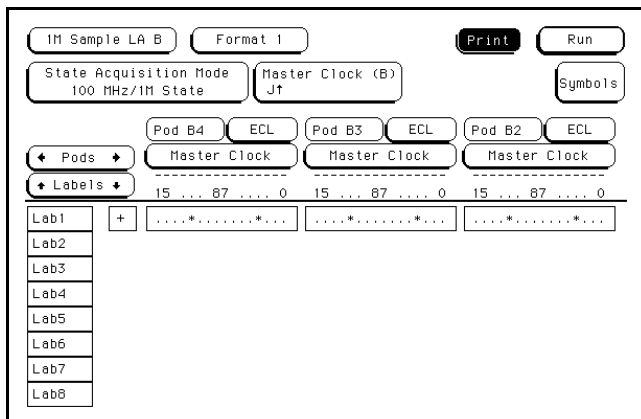 1M Sample LA B Format 1 Print Run
State Acquisition Mode
100 MHz/1M State
Master Clock (B)
J↑
Symbols
Pod B4 ECL Pod B3 ECL Pod B2 ECL
← Pods → Master Clock Master Clock Master Clock
↑ Labels ↓
15 ... 87 .... 0 15 ... 87 .... 0 15 ... 87 .... 0
Lab1 + ....*.......*... ....*.......*... ....*.......*...
Lab2
Lab3
Lab4
Lab5
Lab6
Lab7
Lab8